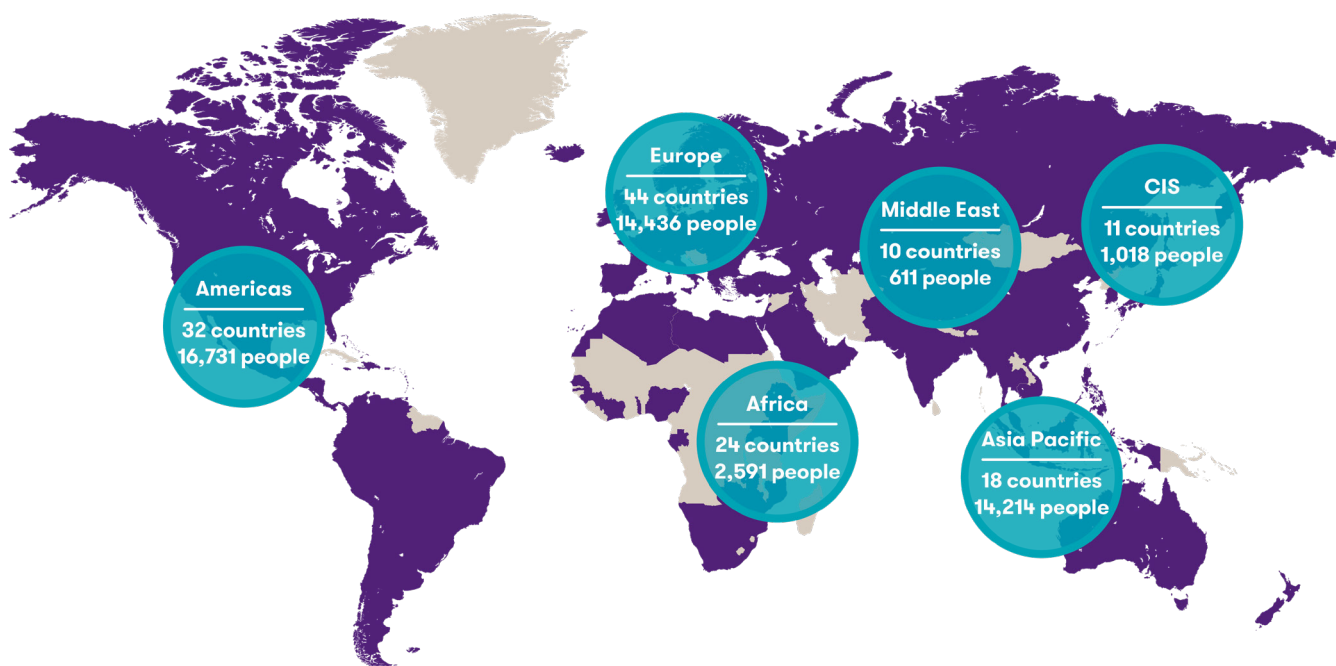 Europe
44 countries
14,436 people
Middle East
10 countries
611 people
CIS
11 countries
1,018 people
Americas
32 countries
16,731 people
Africa
24 countries
2,591 people
Asia Pacific
18 countries
14,214 people